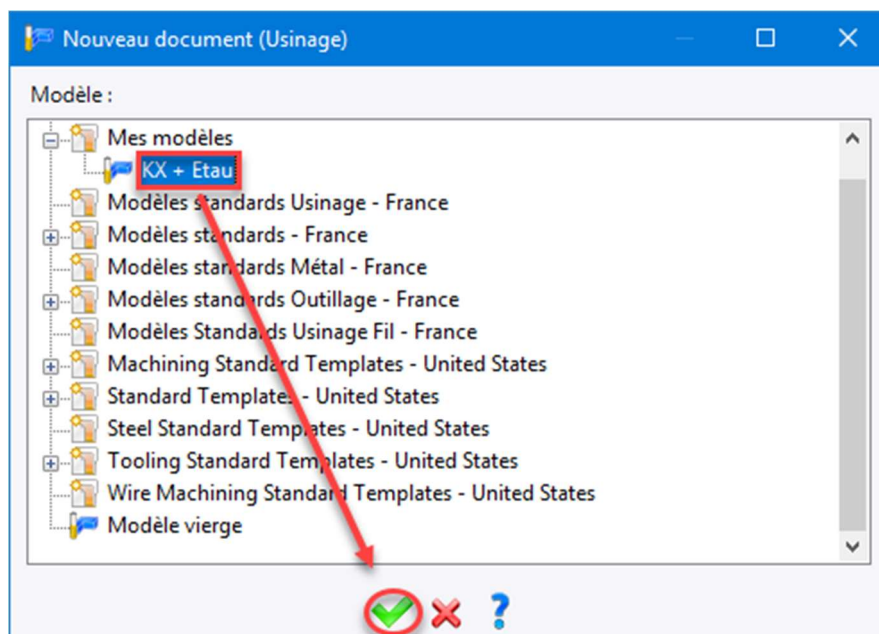 Nouveau document (Usinage)
Modèle :
Mes modèles
KX + Etau
Modèles standards Usinage - France
Modèles standards - France
Modèles standards Métal - France
Modèles standards Outillage - France
Modèles Standards Usinage Fil - France
Machining Standard Templates - United States
Standard Templates - United States
Steel Standard Templates - United States
Tooling Standard Templates - United States
Wire Machining Standard Templates - United States
Modèle vierge